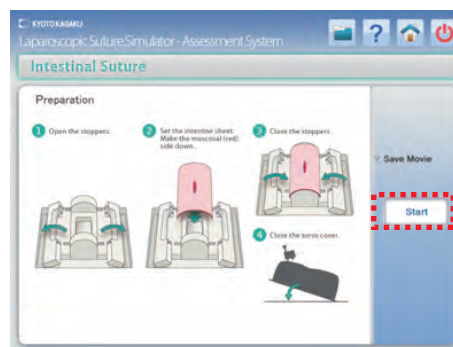 KYOTO KAGAKU
Laparoscopic Suture Simulator - Assessment System
?
Intestinal Suture
Preparation
1 Open the stoppers.
2 Set the intestine sheet.
Make the muscosal (red)
side down.
3 Close the stoppers.
4 Close the torso cover.
Save Movie
Start